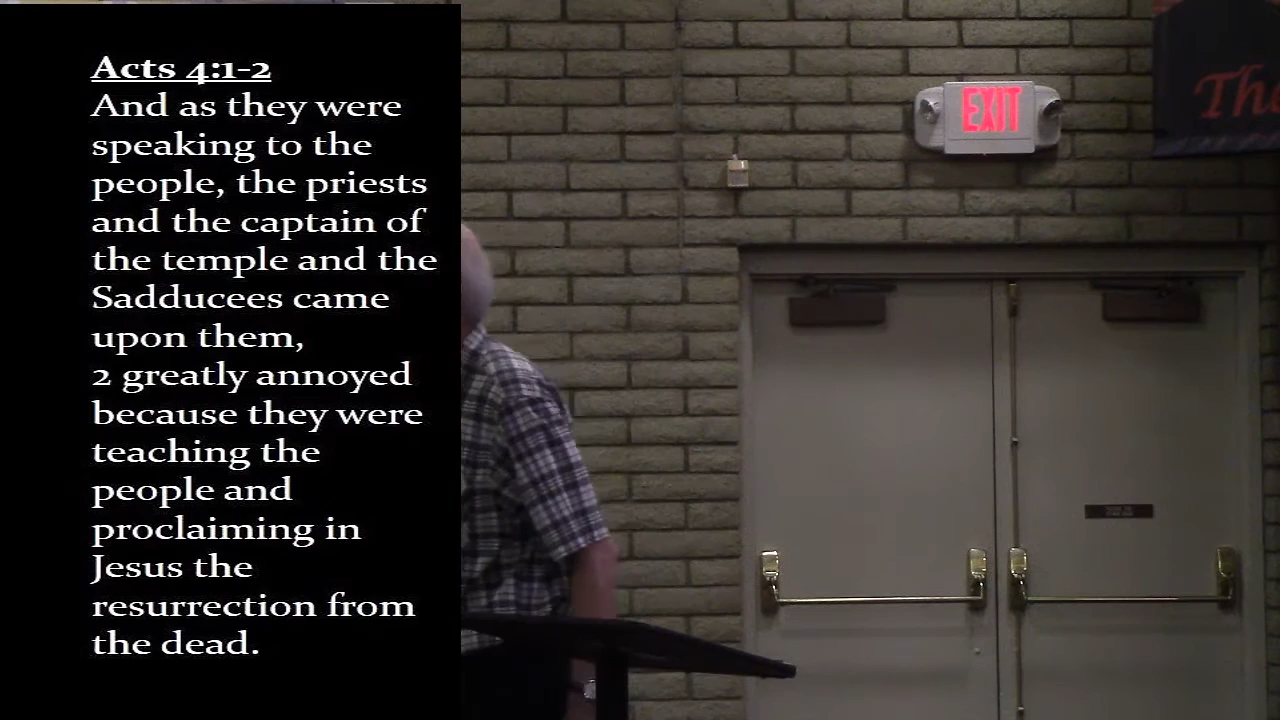 Acts 4:1-2
And as they were
speaking to the
people, the priests
and the captain of
the temple and the
Sadducees came
upon them,
2 greatly annoyed
because they were
teaching the
people and
proclaiming in
Jesus the
resurrection from
the dead.
EXIT